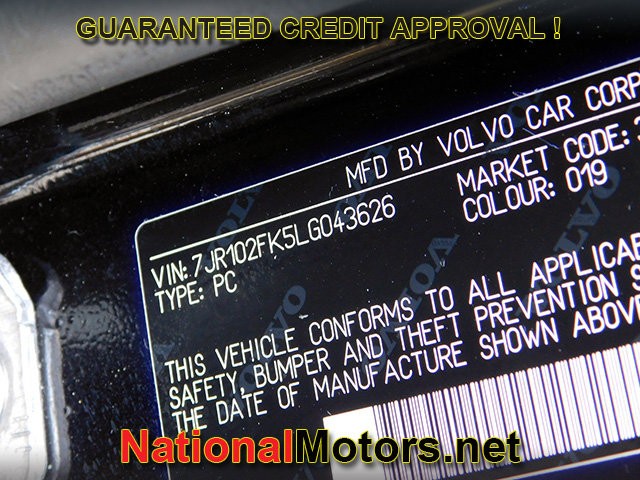 GUARANTEED CREDIT APPROVAL !
MFD BY VOLVO CAR CORP
MARKET CODE:
COLOUR: 019
VIN: 7JR102FK5LG043626
TYPE: PC
THIS VEHICLE CONFORMS TO ALL
SAFETY, BUMPER AND THEFT PREVENTION
THE DATE OF MANUFACTURE SHOWN ABOVE
NationalMotors.net